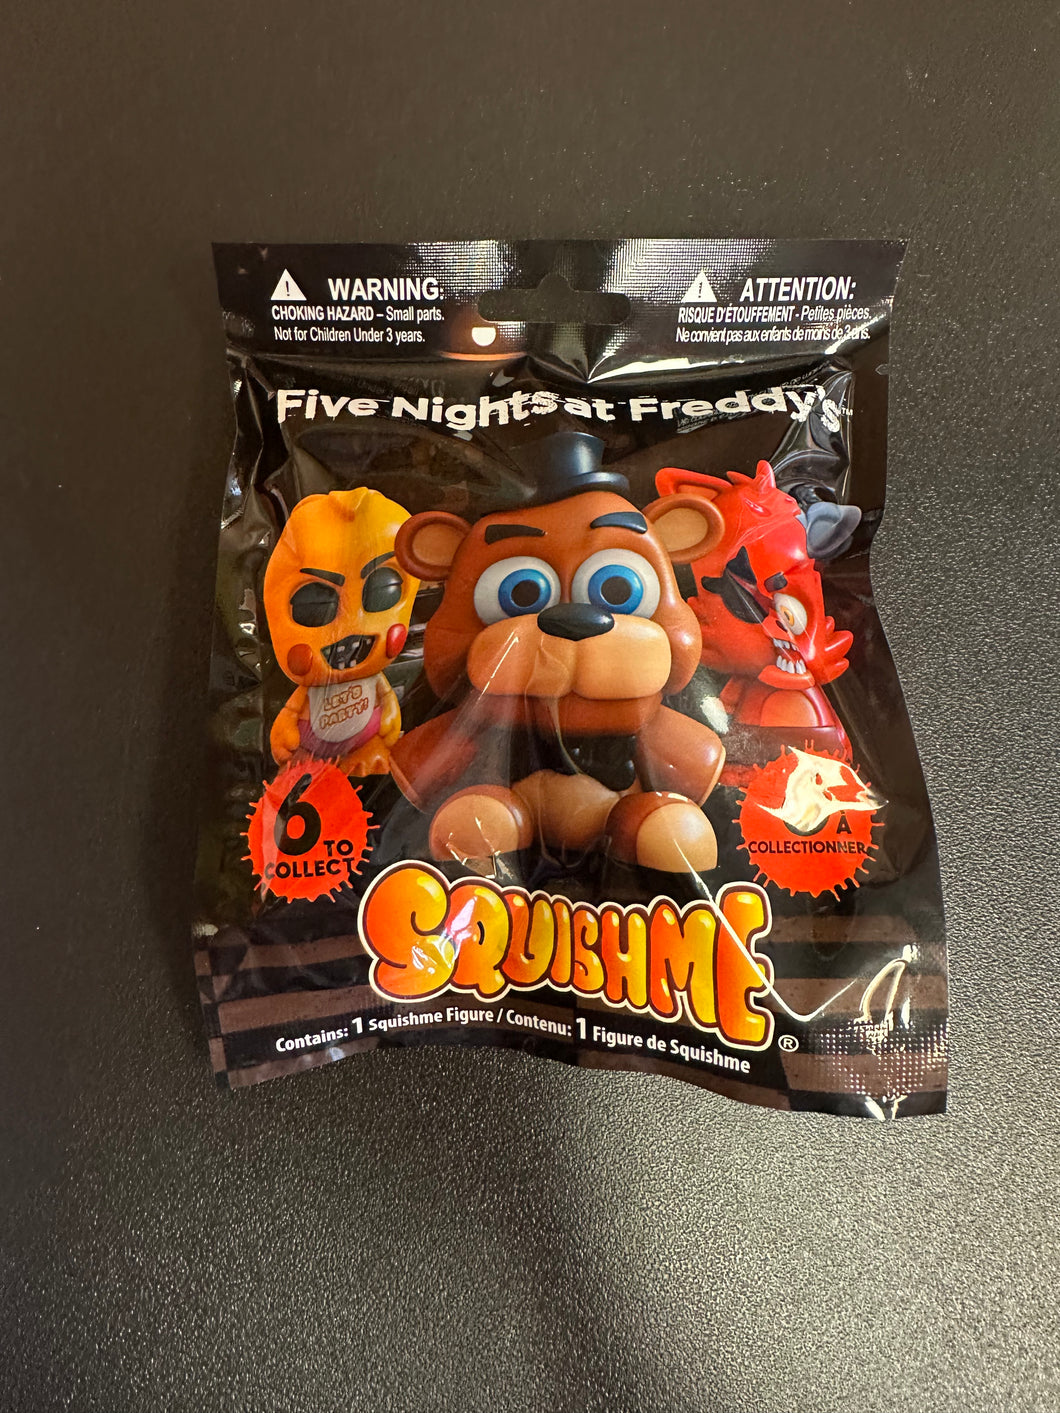 WARNING:
CHOKING HAZARD – Small parts.
Not for Children Under 3 years.
ATTENTION:
RISQUE D'ÉTOUFFEMENT - Petites pièces.
Ne convient pas aux enfants de moins de 3 ans.
Five Nights at Freddy's™
LET'S
PARTY!
6 TO
COLLECT
À
COLLECTIONNER
SQUISHME®
Contains: 1 Squishme Figure / Contenu: 1 Figure de Squishme